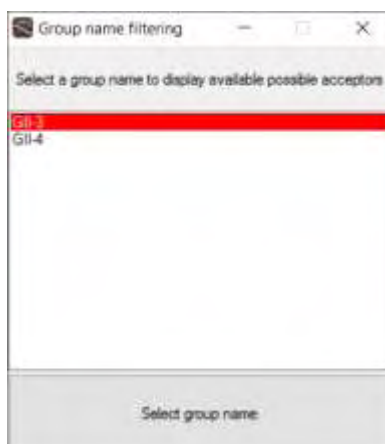 Group name filtering
Select a group name to display available possible acceptors
GII-3
GII-4
Select group name